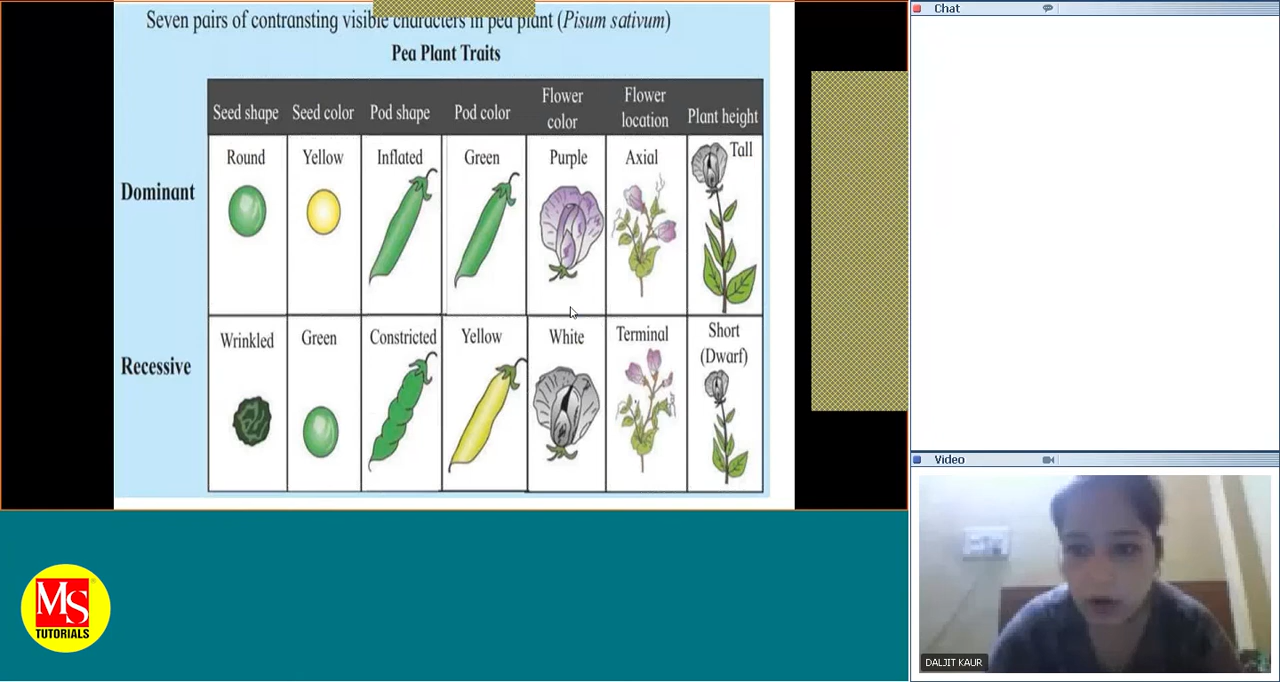 Seven pairs of contransting visible characters in pea plant (Pisum sativum)
Pea Plant Traits
Seed shape Seed color Pod shape Pod color Flower color Flower location Plant height
Dominant
Round Yellow Inflated Green Purple Axial Tall
Recessive
Wrinkled Green Constricted Yellow White Terminal Short (Dwarf)
MS
TUTORIALS
Chat
Video
DALJIT KAUR